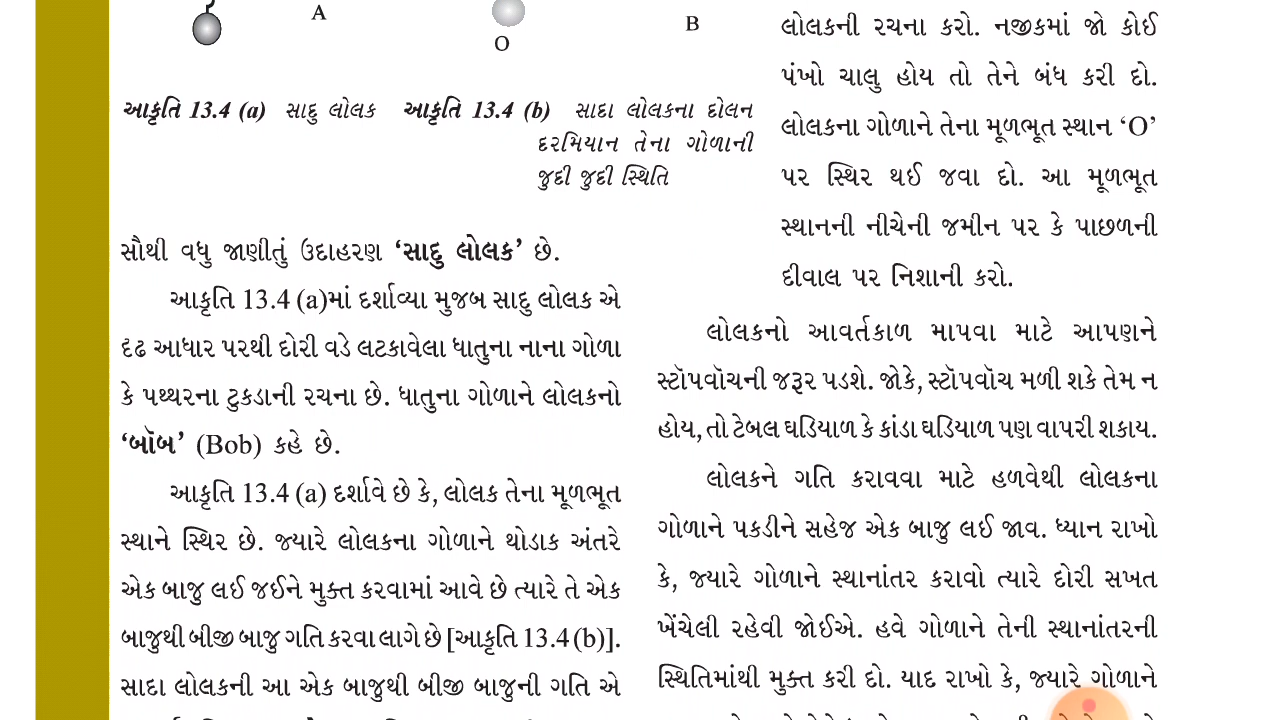 A
O
B
આકૃતિ 13.4 (a) સાદુ લોલક
આકૃતિ 13.4 (b) સાદા લોલકના દોલન
દરમિયાન તેના ગોળાની
જુદી જુદી સ્થિતિ
સૌથી વધુ જાણીતું ઉદાહરણ ‘સાદુ લોલક’ છે.
આકૃતિ 13.4 (a)માં દર્શાવ્યા મુજબ સાદુ લોલક એ
દૃઢ આધાર પરથી દોરી વડે લટકાવેલા ધાતુના નાના ગોળા
કે પથ્થરના ટુકડાની રચના છે. ધાતુના ગોળાને લોલકનો
‘બૉબ’ (Bob) કહે છે.
આકૃતિ 13.4 (a) દર્શાવે છે કે, લોલક તેના મૂળભૂત
સ્થાને સ્થિર છે. જ્યારે લોલકના ગોળાને થોડાક અંતરે
એક બાજુ લઈ જઈને મુક્ત કરવામાં આવે છે ત્યારે તે એક
બાજુથી બીજી બાજુ ગતિ કરવા લાગે છે [આકૃતિ 13.4 (b)].
સાદા લોલકની આ એક બાજુથી બીજી બાજુની ગતિ એ
લોલકની રચના કરો. નજીકમાં જો કોઈ
પંખો ચાલુ હોય તો તેને બંધ કરી દો.
લોલકના ગોળાને તેના મૂળભૂત સ્થાન ‘O’
પર સ્થિર થઈ જવા દો. આ મૂળભૂત
સ્થાનની નીચેની જમીન પર કે પાછળની
દીવાલ પર નિશાની કરો.
લોલકનો આવર્તકાળ માપવા માટે આપણને
સ્ટૉપવૉચની જરૂર પડશે. જોકે, સ્ટૉપવૉચ મળી શકે તેમ ન
હોય, તો ટેબલ ઘડિયાળ કે કાંડા ઘડિયાળ પણ વાપરી શકાય.
લોલકને ગતિ કરાવવા માટે હળવેથી લોલકના
ગોળાને પકડીને સહેજ એક બાજુ લઈ જાવ. ધ્યાન રાખો
કે, જ્યારે ગોળાને સ્થાનાંતર કરાવો ત્યારે દોરી સખત
ખેંચેલી રહેવી જોઈએ. હવે ગોળાને તેની સ્થાનાંતરની
સ્થિતિમાંથી મુક્ત કરી દો. યાદ રાખો કે, જ્યારે ગોળાને